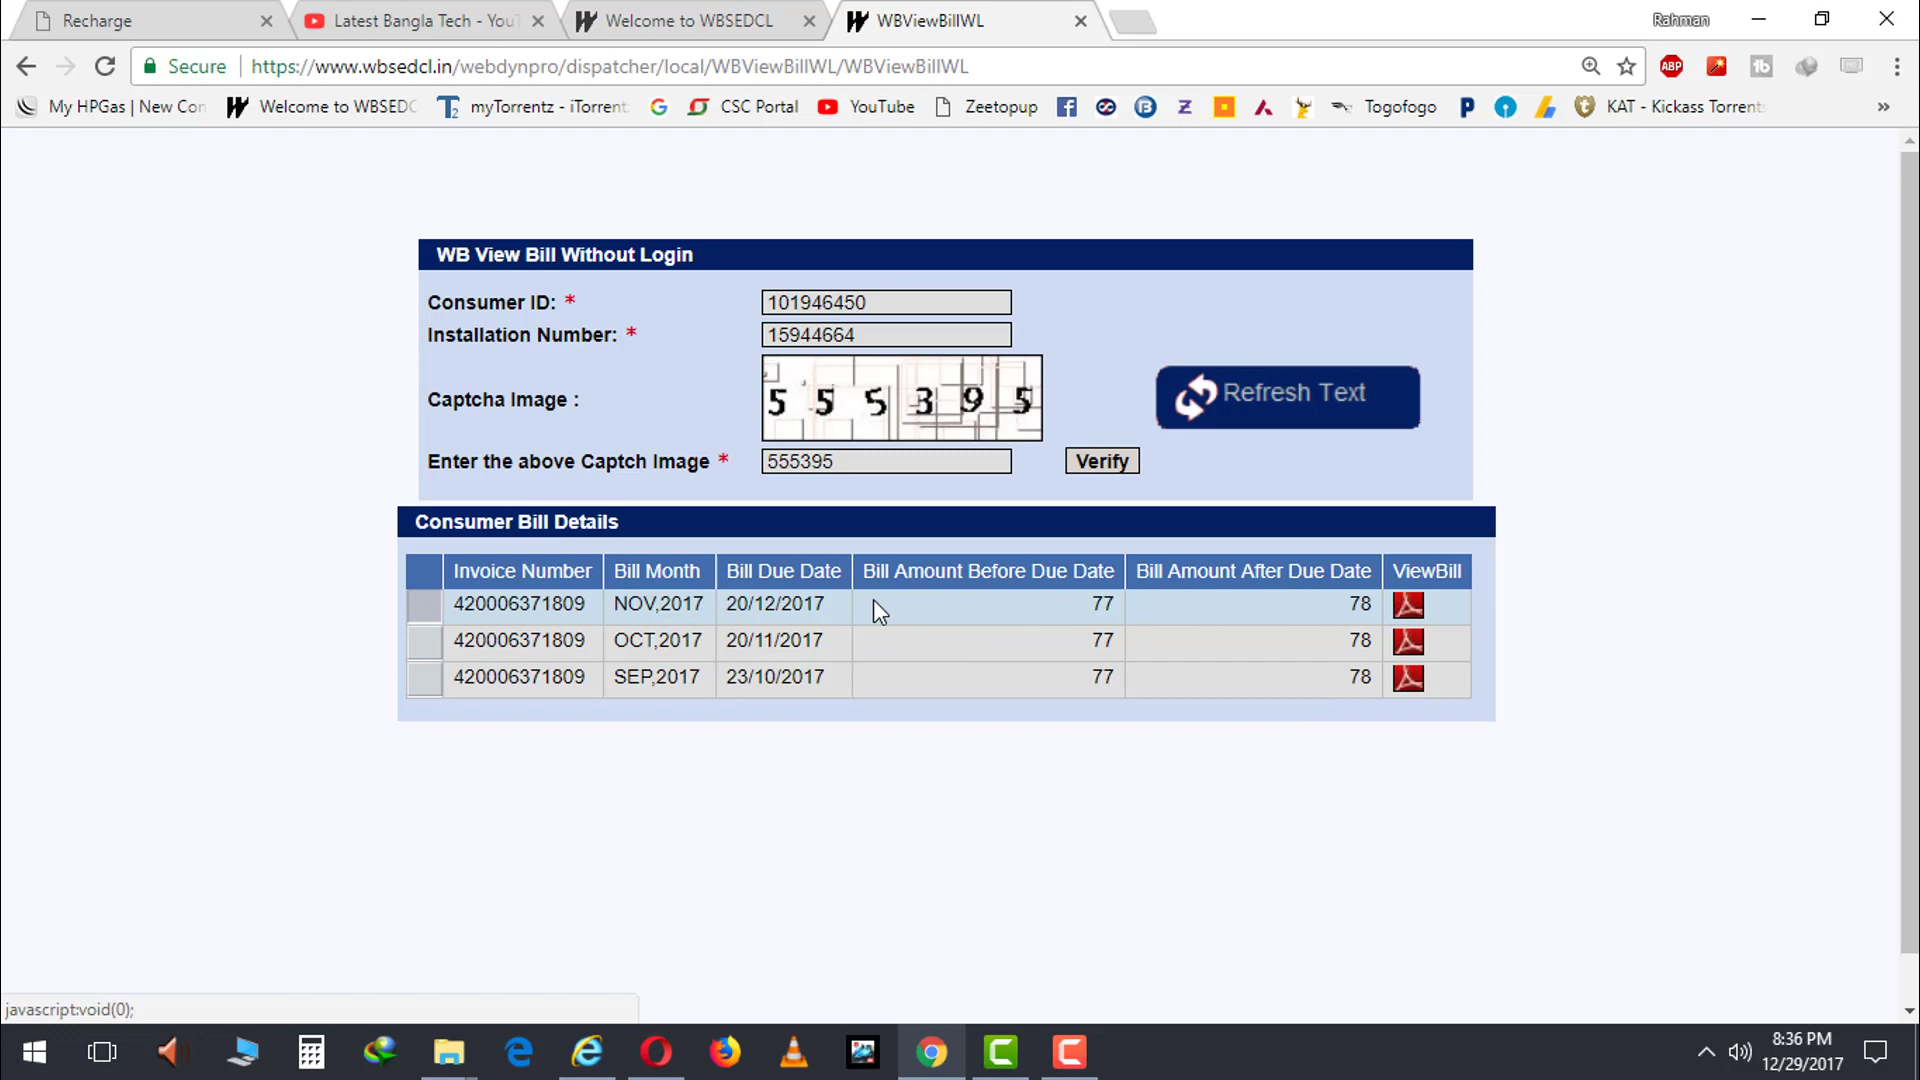 Recharge
Latest Bangla Tech - YouT
Welcome to WBSEDCL
WBViewBillWL
Rahman
Secure
https://www.wbsedcl.in/webdynpro/dispatcher/local/WBViewBillWL/WBViewBillWL
ABP
My HPGas | New Con
Welcome to WBSEDC
myTorrentz - iTorrent
CSC Portal
YouTube
Zeetopup
Togofogo
KAT - Kickass Torrents
WB View Bill Without Login
Consumer ID: *
101946450
Installation Number: *
15944664
Captcha Image :
5 5 5 3 9 5
Refresh Text
Enter the above Captch Image *
555395
Verify
Consumer Bill Details
Invoice Number Bill Month Bill Due Date Bill Amount Before Due Date Bill Amount After Due Date ViewBill
420006371809 NOV,2017 20/12/2017 77 78
420006371809 OCT,2017 20/11/2017 77 78
420006371809 SEP,2017 23/10/2017 77 78
javascript:void(0);
8:36 PM
12/29/2017